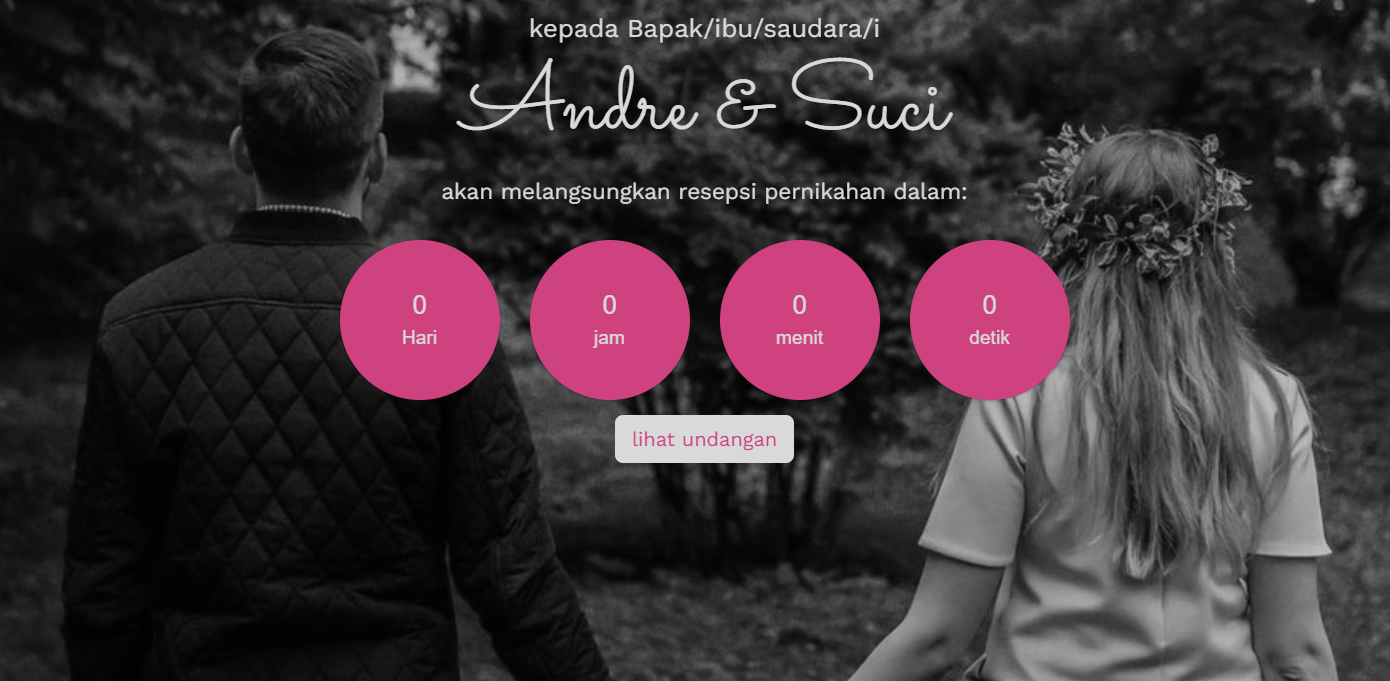 kepada Bapak/ibu/saudara/i
Andre & Suci
akan melangsungkan resepsi pernikahan dalam:
0 0 0 0
Hari jam menit detik
lihat undangan